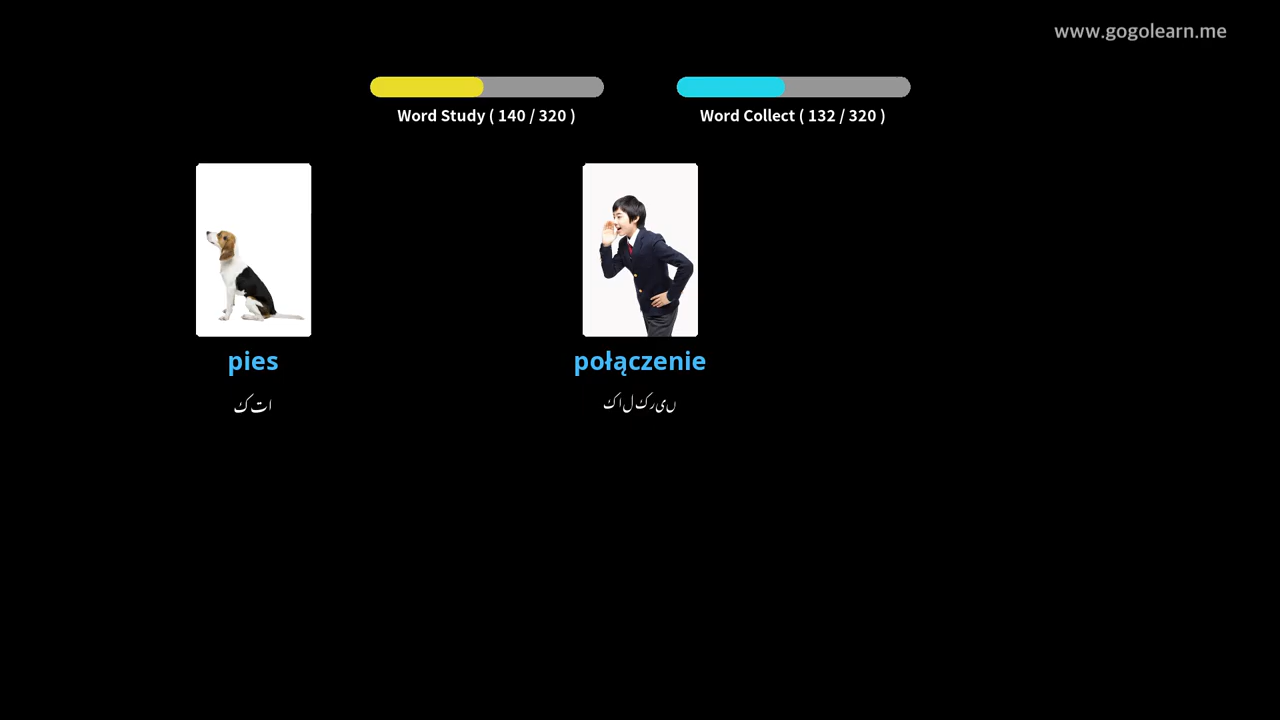 www.gogolearn.me
Word Study ( 140 / 320 )
Word Collect ( 132 / 320 )
pies
کتا
połączenie
کال کریں